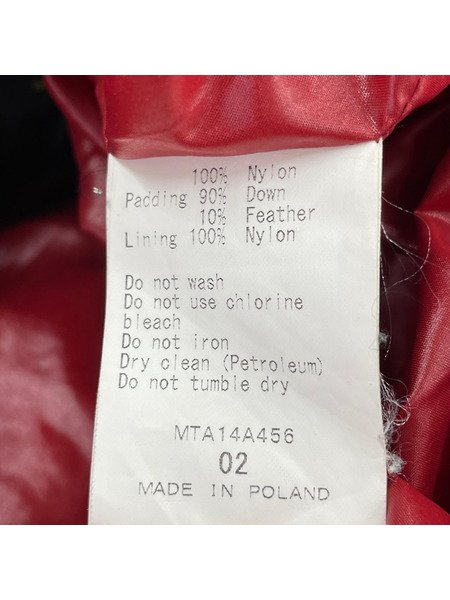 100% Nylon
Padding 90% Down
10% Feather
Lining 100% Nylon
Do not wash
Do not use chlorine
bleach
Do not iron
Dry clean (Petroleum)
Do not tumble dry
MTA14A456
02
MADE IN POLAND